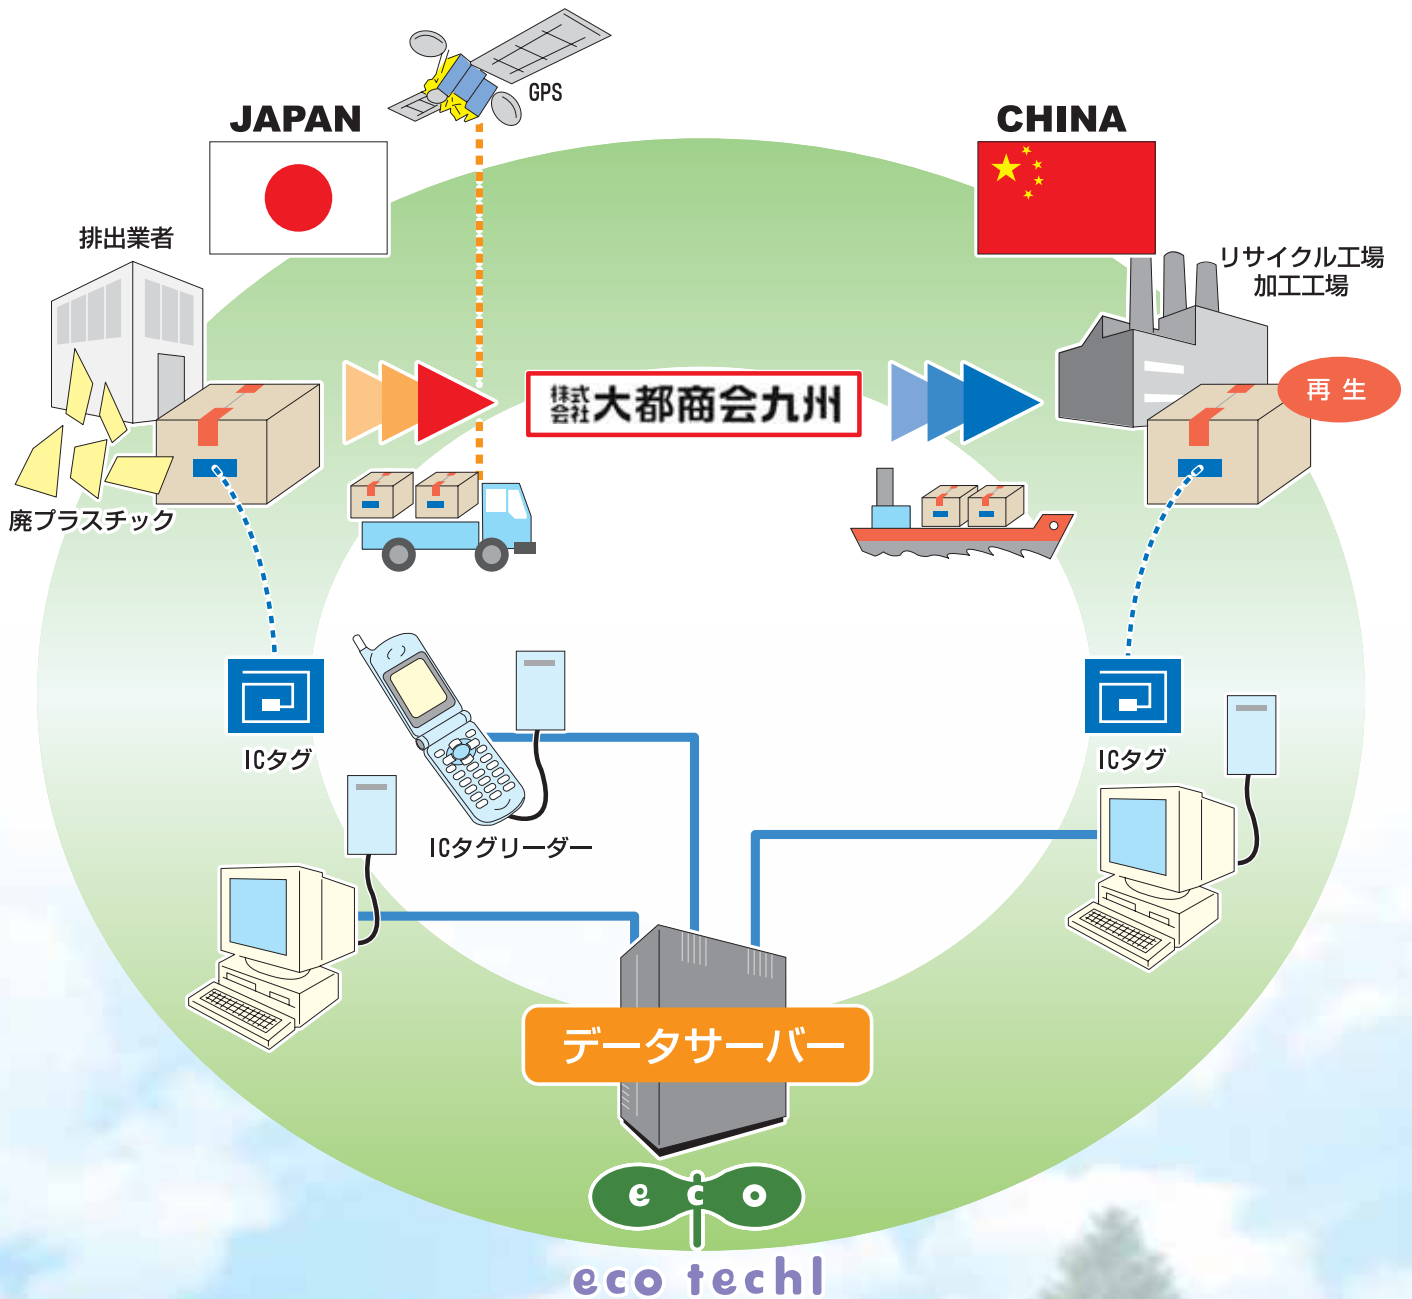 GPS
JAPAN
CHINA
排出業者
リサイクル工場
加工工場
株式会社大都商会九州
再生
廃プラスチック
ICタグ
ICタグ
ICタグリーダー
データサーバー
eco
eco techl